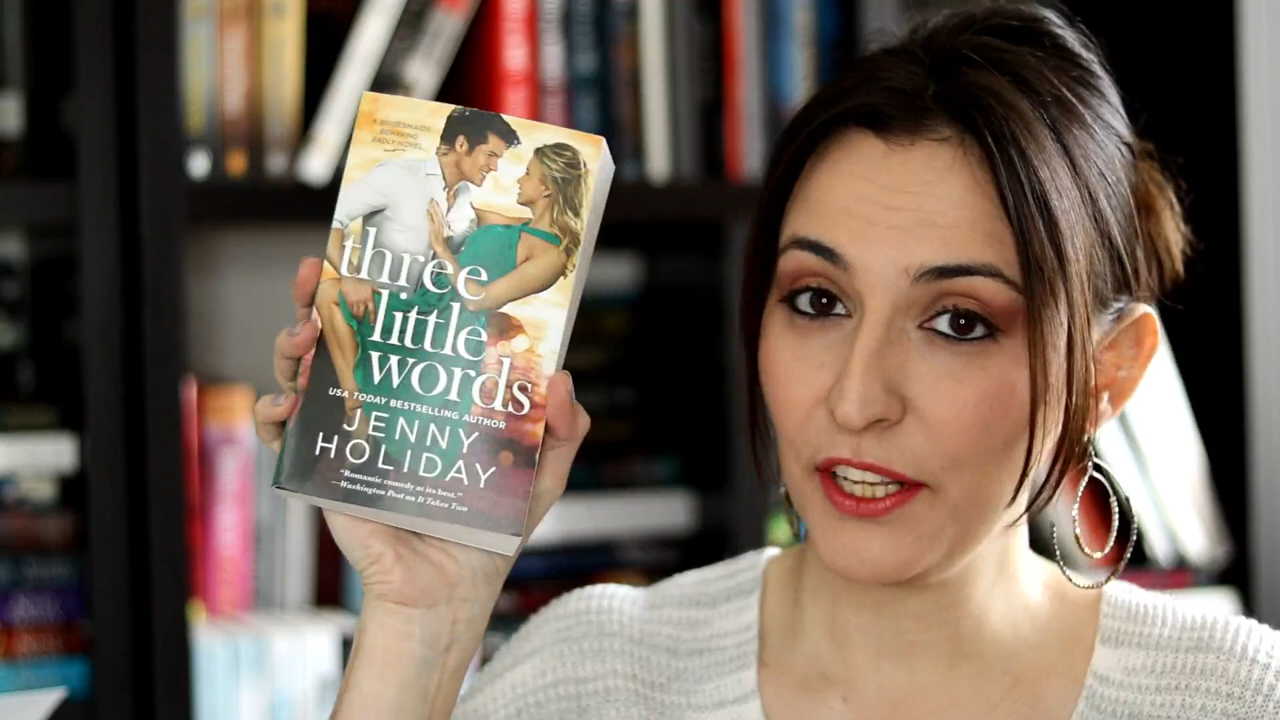 A BRIDESMAIDS
BEHAVING
BADLY NOVEL
three
little
words
USA TODAY BESTSELLING AUTHOR
JENNY
HOLIDAY
"Romantic comedy at its best."
—Washington Post on It Takes Two